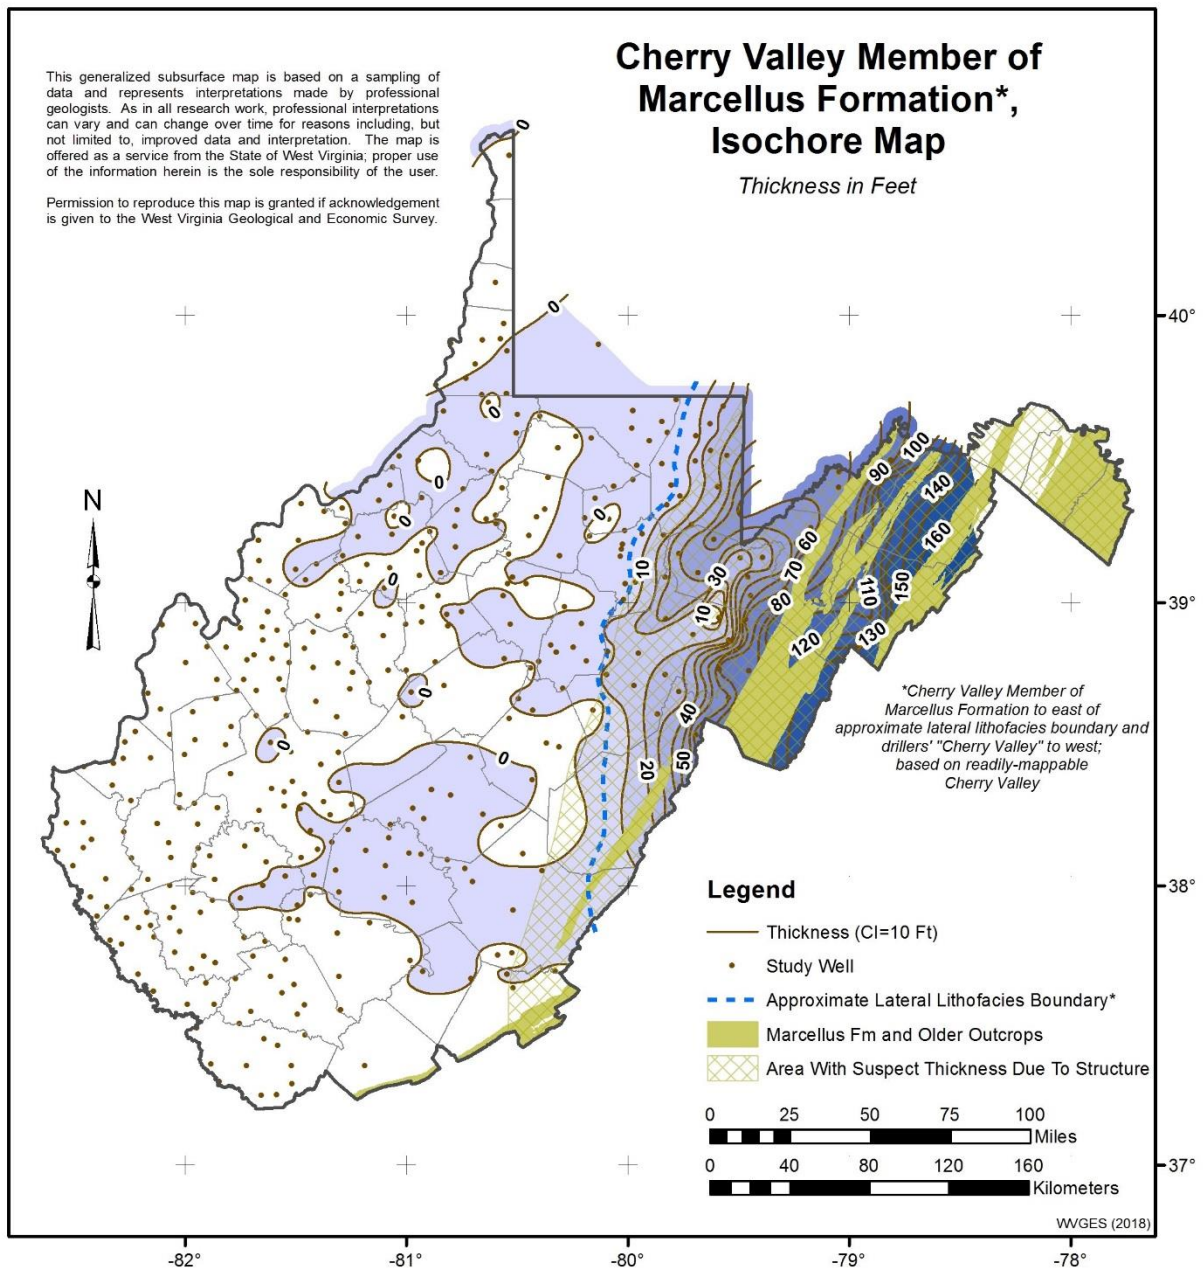 Cherry Valley Member of
Marcellus Formation*,
Isochore Map
Thickness in Feet
This generalized subsurface map is based on a sampling of
data and represents interpretations made by professional
geologists. As in all research work, professional interpretations
can vary and can change over time for reasons including, but
not limited to, improved data and interpretation. The map is
offered as a service from the State of West Virginia; proper use
of the information herein is the sole responsibility of the user.
Permission to reproduce this map is granted if acknowledgement
is given to the West Virginia Geological and Economic Survey.
0
0
40°
0
100
90
0
140
0
0
160
60
10
30
70
0
80
110
150
39°
10
120
130
0
*Cherry Valley Member of
Marcellus Formation to east of
approximate lateral lithofacies boundary and
drillers' "Cherry Valley" to west;
based on readily-mappable
Cherry Valley
40
0
0
20
50
N
38°
Legend
Thickness (CI=10 Ft)
Study Well
Approximate Lateral Lithofacies Boundary*
Marcellus Fm and Older Outcrops
Area With Suspect Thickness Due To Structure
0 25 50 75 100
Miles
0 40 80 120 160
Kilometers
37°
WVGES (2018)
-82° -81° -80° -79° -78°